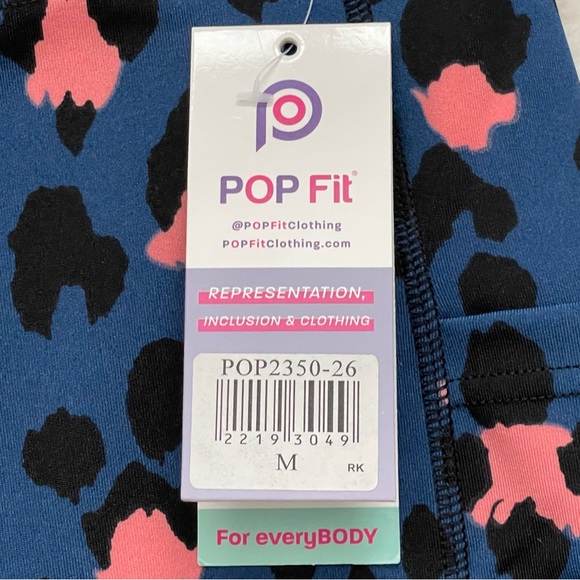 POP Fit®
@POPFitClothing
POPFitClothing.com
REPRESENTATION,
INCLUSION & CLOTHING
POP2350-26
2219 3049
M RK
For everyBODY